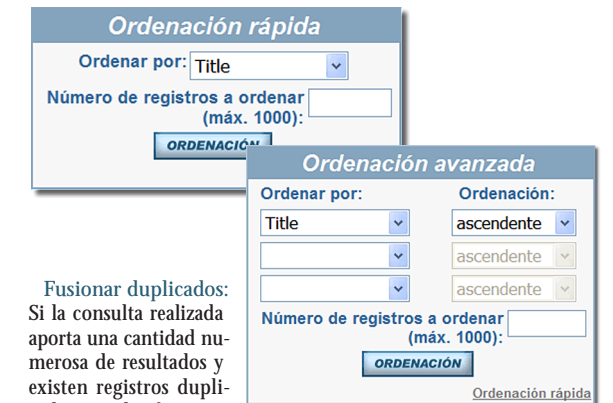 Ordenación rápida
Ordenar por: Title
Número de registros a ordenar
(máx. 1000):
ORDENACIÓN
Ordenación avanzada
Ordenar por: Ordenación:
Title ascendente
ascendente
ascendente
Número de registros a ordenar
(máx. 1000):
ORDENACIÓN
Ordenación rápida
Fusionar duplicados:
Si la consulta realizada
aporta una cantidad nu-
merosa de resultados y
existen registros dupli-